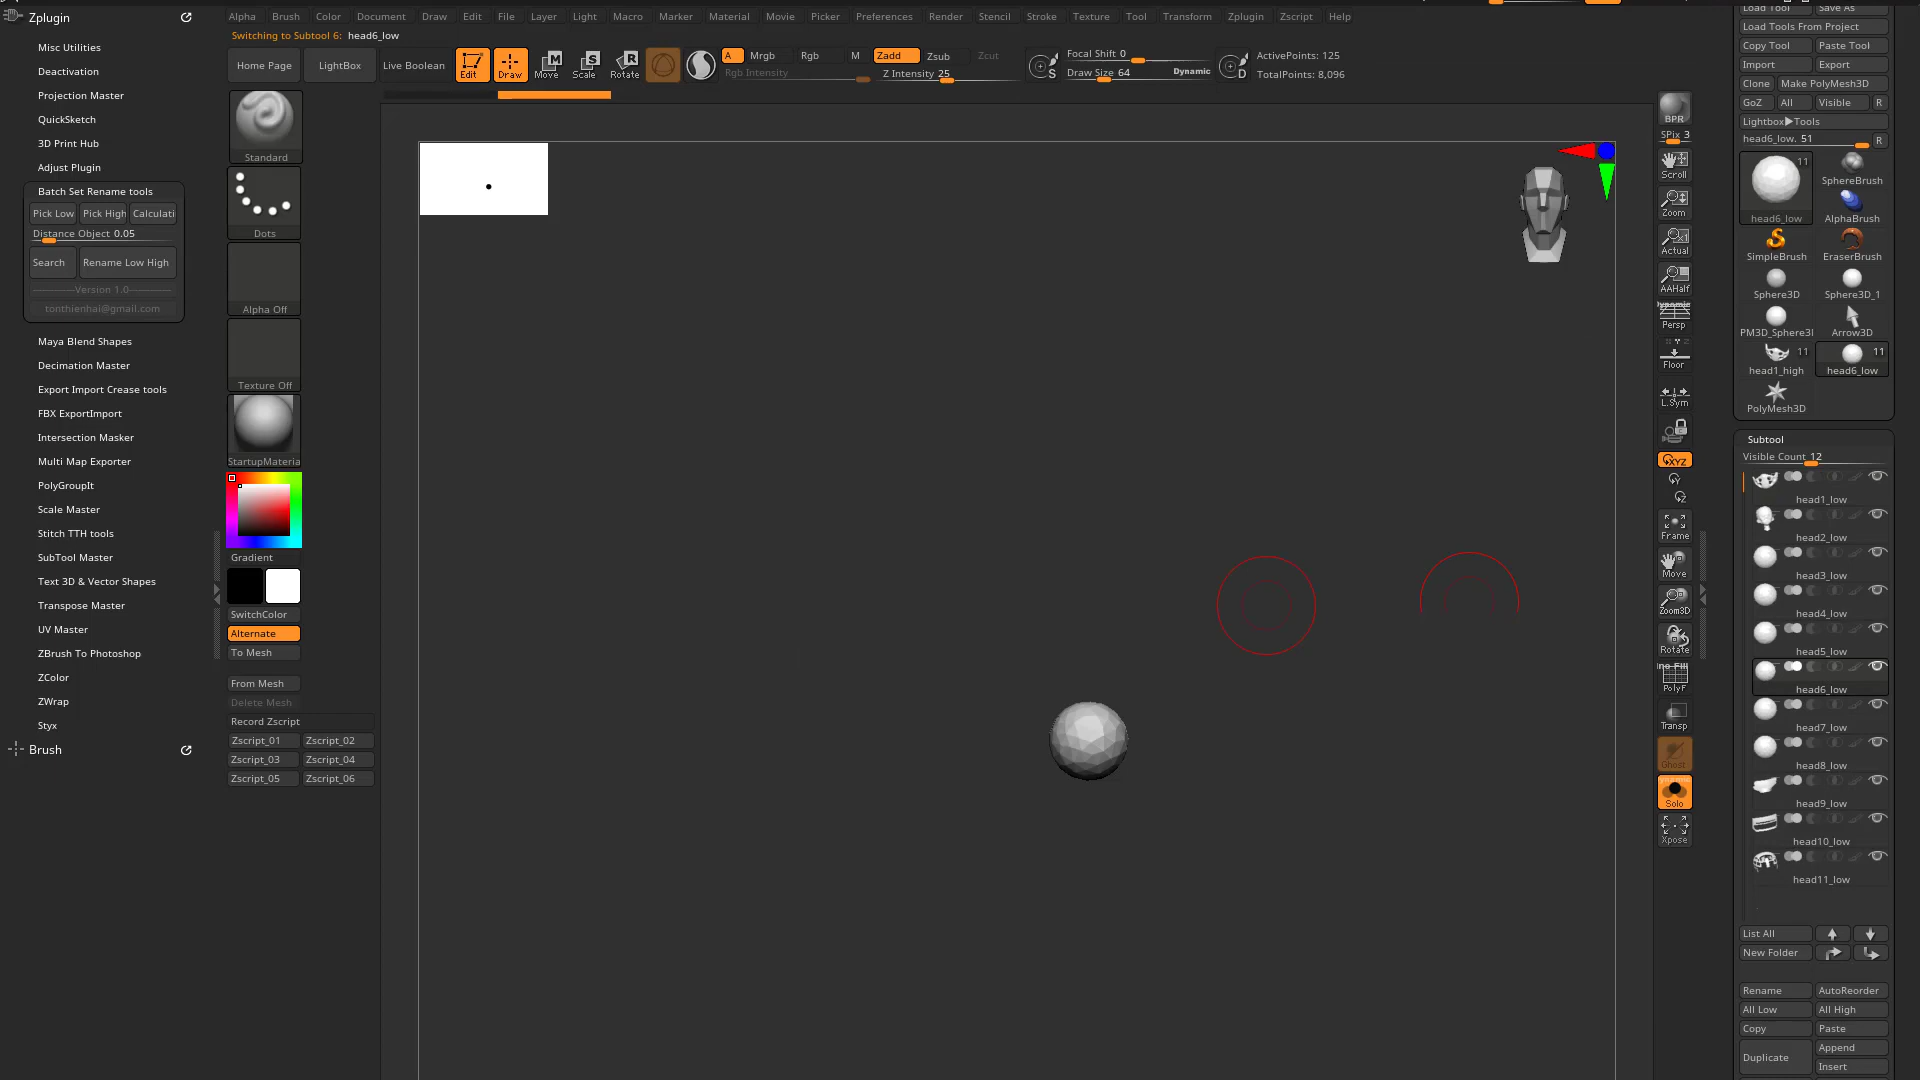 Zplugin
Alpha Brush Color Document Draw Edit File Layer Light Macro Marker Material Movie Picker Preferences Render Stencil Stroke Texture Tool Transform Zplugin Zscript Help
Switching to Subtool 6: head6_low
Misc Utilities
Deactivation
Projection Master
QuickSketch
3D Print Hub
Adjust Plugin
Batch Set Rename tools
Pick Low Pick High Calculati
Distance Object 0.05
Search Rename Low High
Version 1.0
tonthienhai@gmail.com
Maya Blend Shapes
Decimation Master
Export Import Crease tools
FBX ExportImport
Intersection Masker
Multi Map Exporter
PolyGroupIt
Scale Master
Stitch TTH tools
SubTool Master
Text 3D & Vector Shapes
Transpose Master
UV Master
ZBrush To Photoshop
ZColor
ZWrap
Styx
Brush
Home Page LightBox Live Boolean Edit Draw Move Scale Rotate
A Mrgb Rgb M Zadd Zsub Zcut
Rgb Intensity Z Intensity 25
Focal Shift 0
Draw Size 64 Dynamic
S D
ActivePoints: 125
TotalPoints: 8,096
Standard
Dots
Alpha Off
Texture Off
StartupMateria
Gradient
SwitchColor
Alternate
To Mesh
From Mesh
Delete Mesh
Record Zscript
Zscript_01 Zscript_02
Zscript_03 Zscript_04
Zscript_05 Zscript_06
BPR
SPix 3
Scroll
Zoom
Actual
AAHalf
Dynamic
Persp
Floor
L.Sym
XYZ
Y
Z
Frame
Move
Zoom3D
Rotate
Line Fill
PolyF
Transp
Ghost
Dynamic
Solo
Xpose
Load Tool Save As
Load Tools From Project
Copy Tool Paste Tool
Import Export
Clone Make PolyMesh3D
GoZ All Visible R
Lightbox▶Tools
head6_low. 51 R
11
head6_low
SphereBrush
AlphaBrush
SimpleBrush EraserBrush
Sphere3D Sphere3D_1
PM3D_Sphere3I Arrow3D
11 11
head1_high head6_low
PolyMesh3D
Subtool
Visible Count 12
head1_low
head2_low
head3_low
head4_low
head5_low
head6_low
head7_low
head8_low
head9_low
head10_low
head11_low
List All
New Folder
Rename AutoReorder
All Low All High
Copy Paste
Duplicate Append
Insert